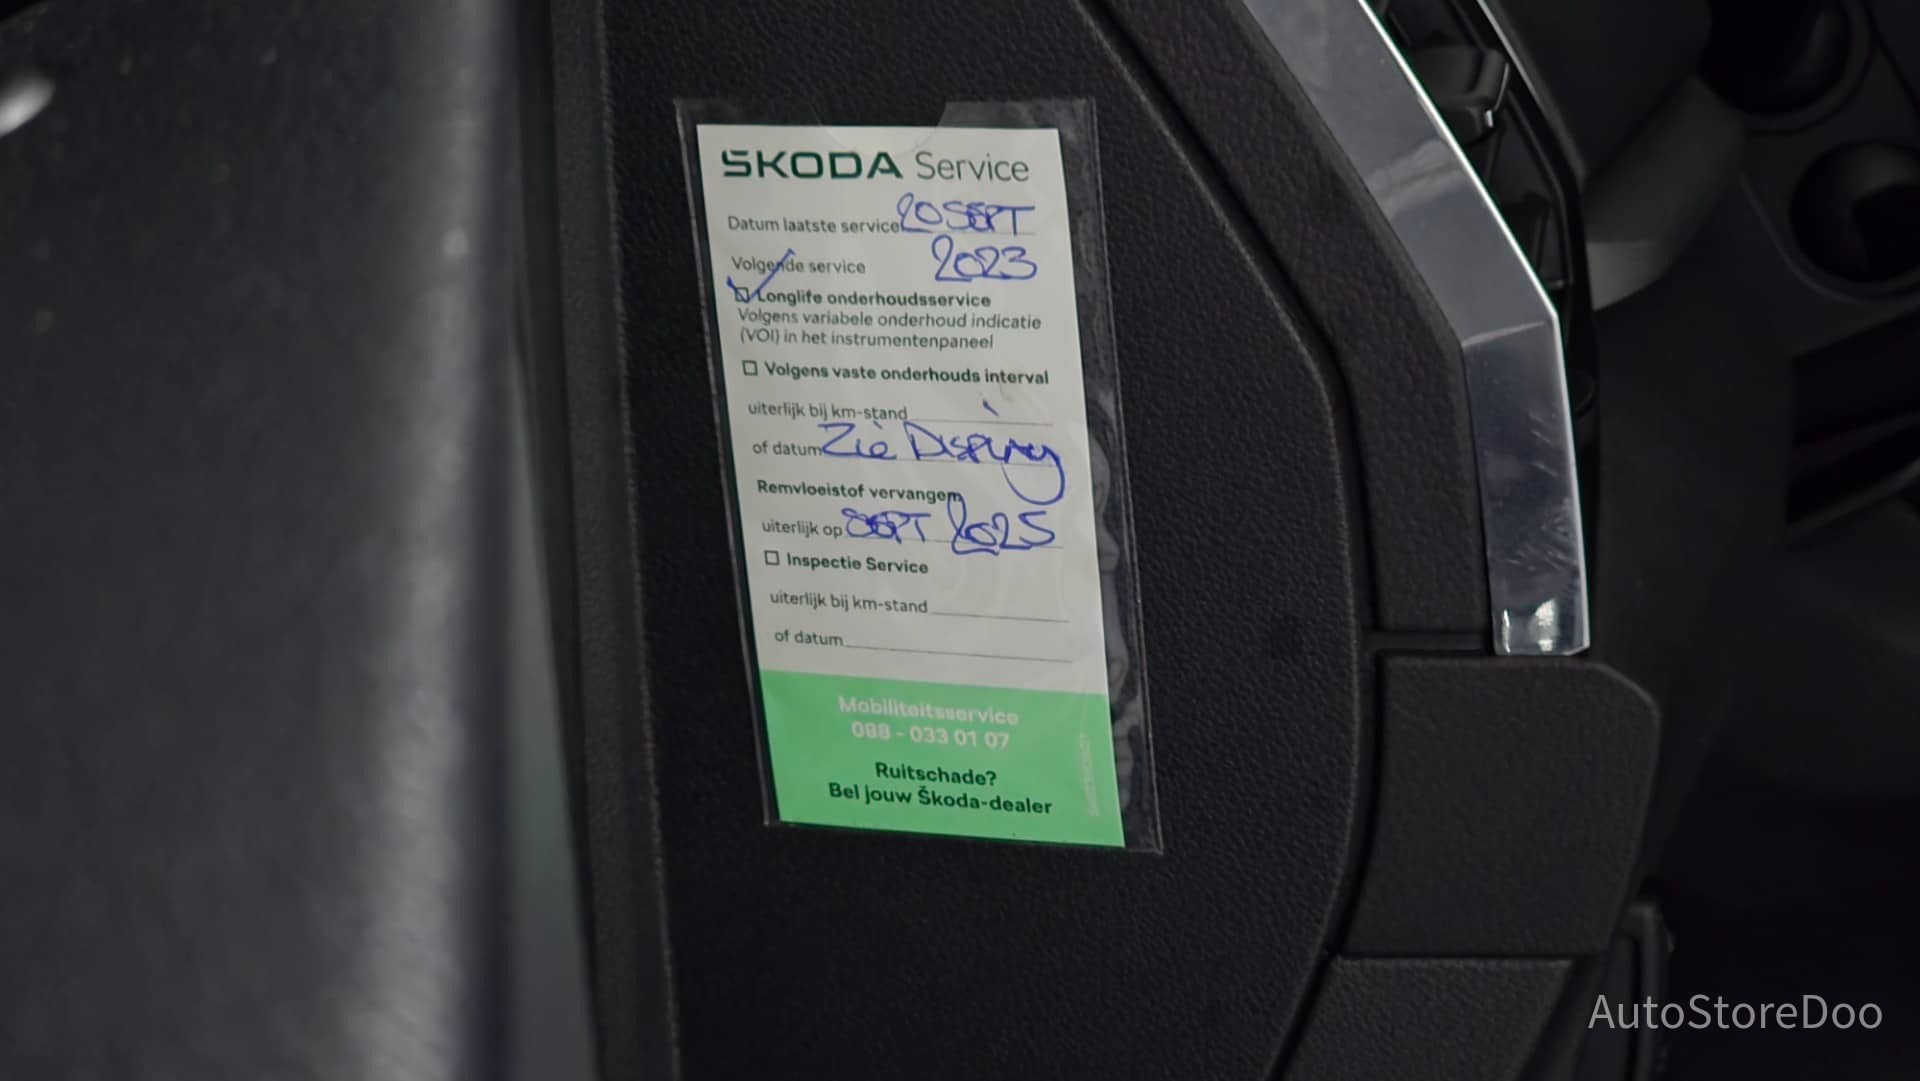 ŠKODA Service
Datum laatste service 20 SEPT
2023
Volgende service
Longlife onderhoudsservice
Volgens variabele onderhoud indicatie
(VOI) in het instrumentenpaneel
Volgens vaste onderhouds interval
uiterlijk bij km-stand
of datum Zie Display
Remvloeistof vervangen
uiterlijk op SEPT 2025
Inspectie Service
uiterlijk bij km-stand
of datum
Mobiliteitsservice
088 - 033 01 07
Ruitschade?
Bel jouw Škoda-dealer
AutoStoreDoo